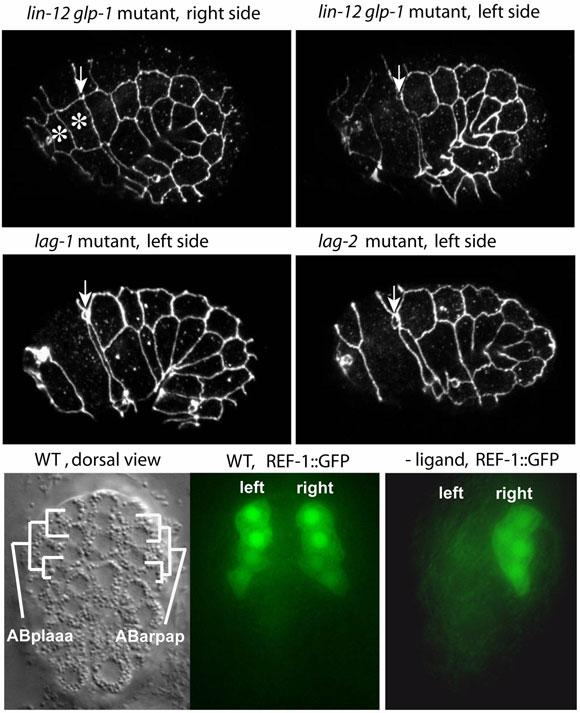 lin-12 glp-1 mutant, right side
lin-12 glp-1 mutant, left side
* *
lag-1 mutant, left side
lag-2 mutant, left side
WT, dorsal view
WT, REF-1::GFP
- ligand, REF-1::GFP
left right
left right
ABplaaa ABarpap